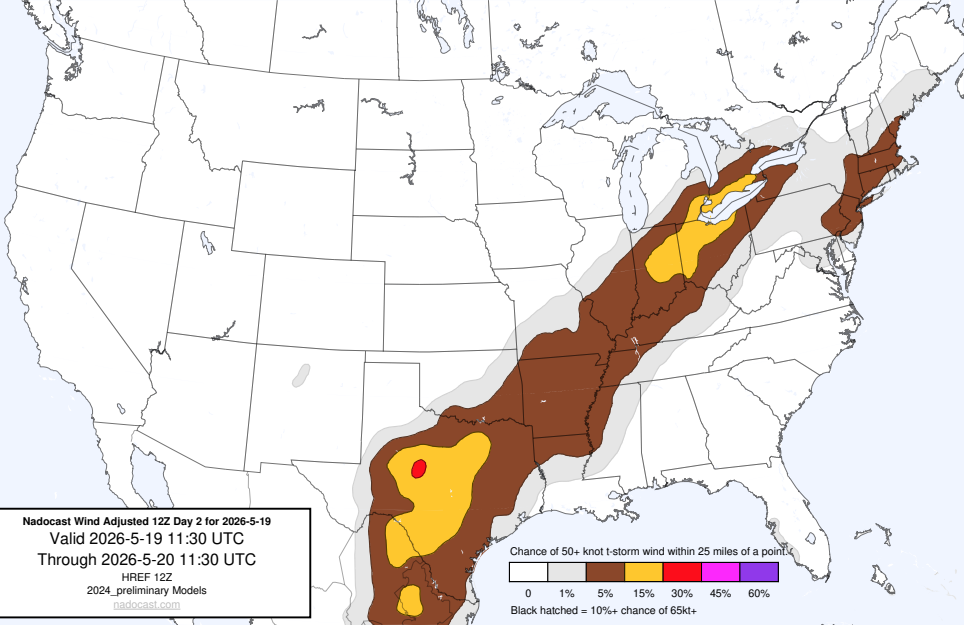 Nadocast Wind Adjusted 12Z Day 2 for 2026-5-19
Valid 2026-5-19 11:30 UTC
Through 2026-5-20 11:30 UTC
HREF 12Z
2024_preliminary Models
nadocast.com
Chance of 50+ knot t-storm wind within 25 miles of a point.
0 1% 5% 15% 30% 45% 60%
Black hatched = 10%+ chance of 65kt+